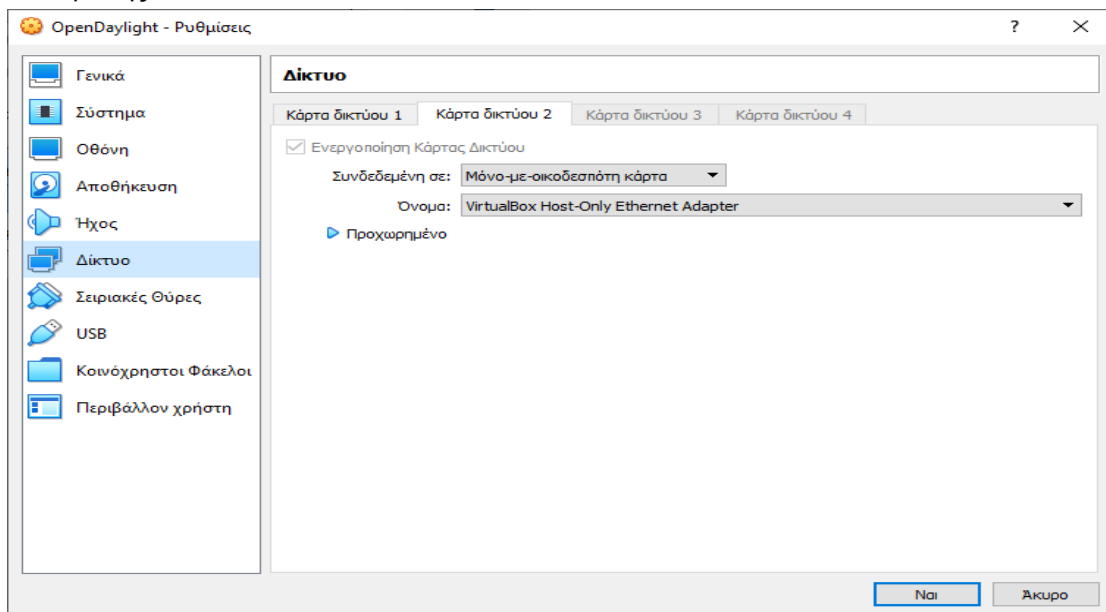 OpenDaylight - Ρυθμίσεις
?
Γενικά
Σύστημα
Οθόνη
Αποθήκευση
Ήχος
Δίκτυο
Σειριακές Θύρες
USB
Κοινόχρηστοι Φάκελοι
Περιβάλλον χρήστη
Δίκτυο
Κάρτα δικτύου 1 Κάρτα δικτύου 2 Κάρτα δικτύου 3 Κάρτα δικτύου 4
Ενεργοποίηση Κάρτας Δικτύου
Συνδεδεμένη σε: Μόνο-με-οικοδεσπότη κάρτα
Όνομα: VirtualBox Host-Only Ethernet Adapter
Προχωρημένο
Ναι Άκυρο